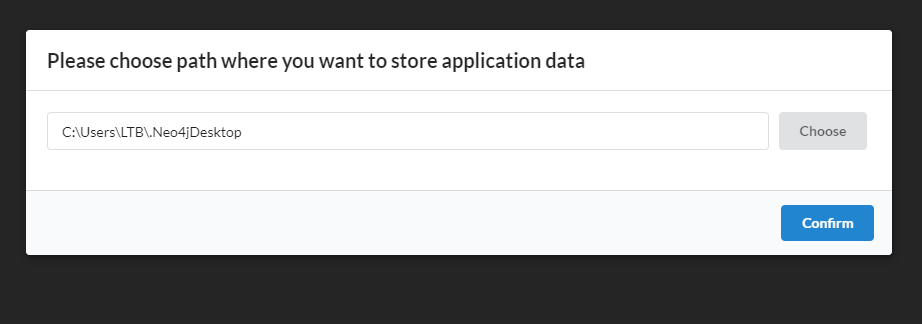 Please choose path where you want to store application data
C:\Users\LTB\.Neo4jDesktop
Choose
Confirm